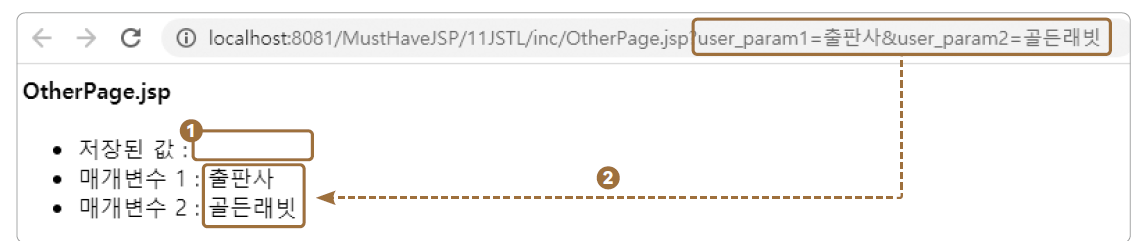 localhost:8081/MustHaveJSP/11JSTL/inc/OtherPage.jsp?user_param1=출판사&user_param2=골든래빗
OtherPage.jsp
1
• 저장된 값 :
• 매개변수 1 : 출판사
2
• 매개변수 2 : 골든래빗